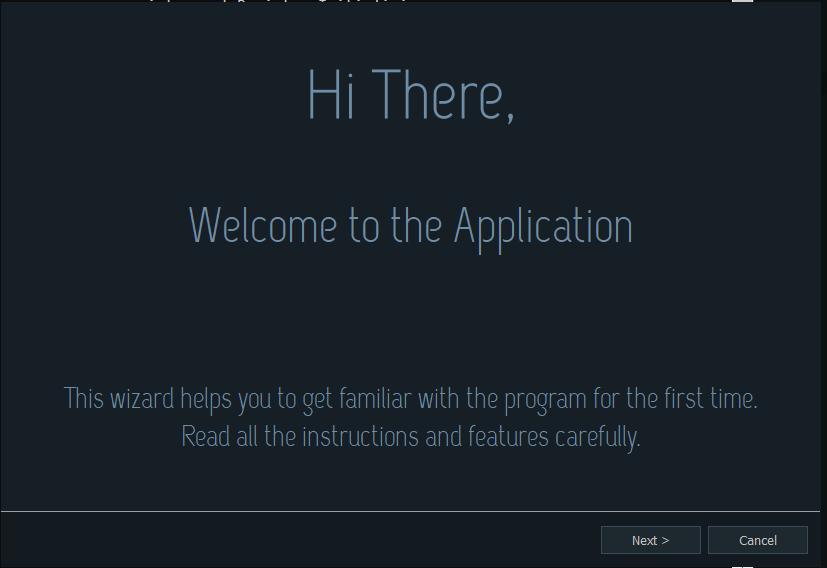 Hi There,
Welcome to the Application
This wizard helps you to get familiar with the program for the first time.
Read all the instructions and features carefully.
Next >
Cancel